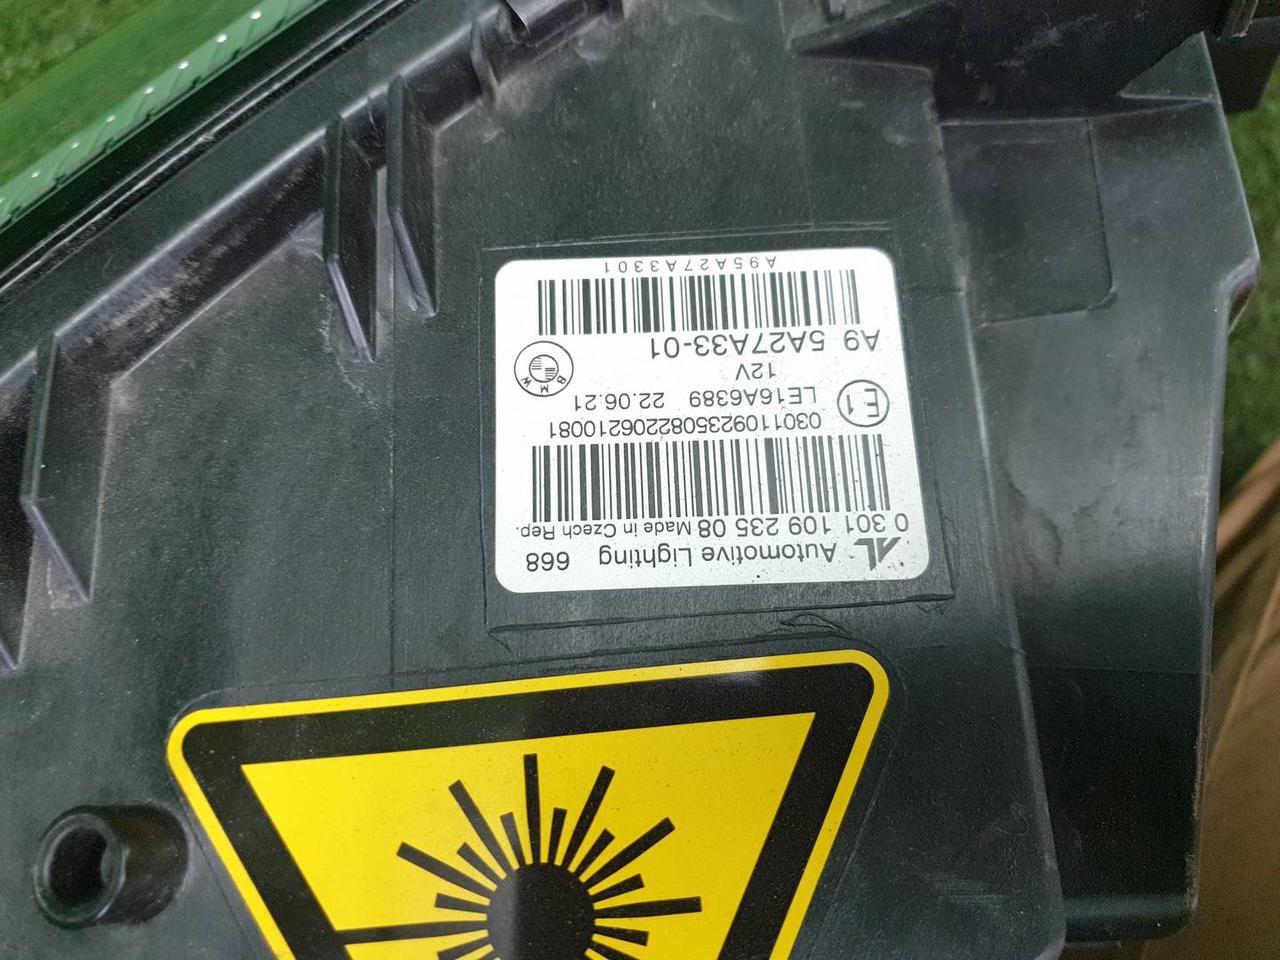 AL Automotive Lighting 668
0 301 109 235 08 Made in Czech Rep.
0301109235082206210081
E1 LE16A6389 22.06.21
12V
BMW
A9 5A27A33-01
A95A27A3301